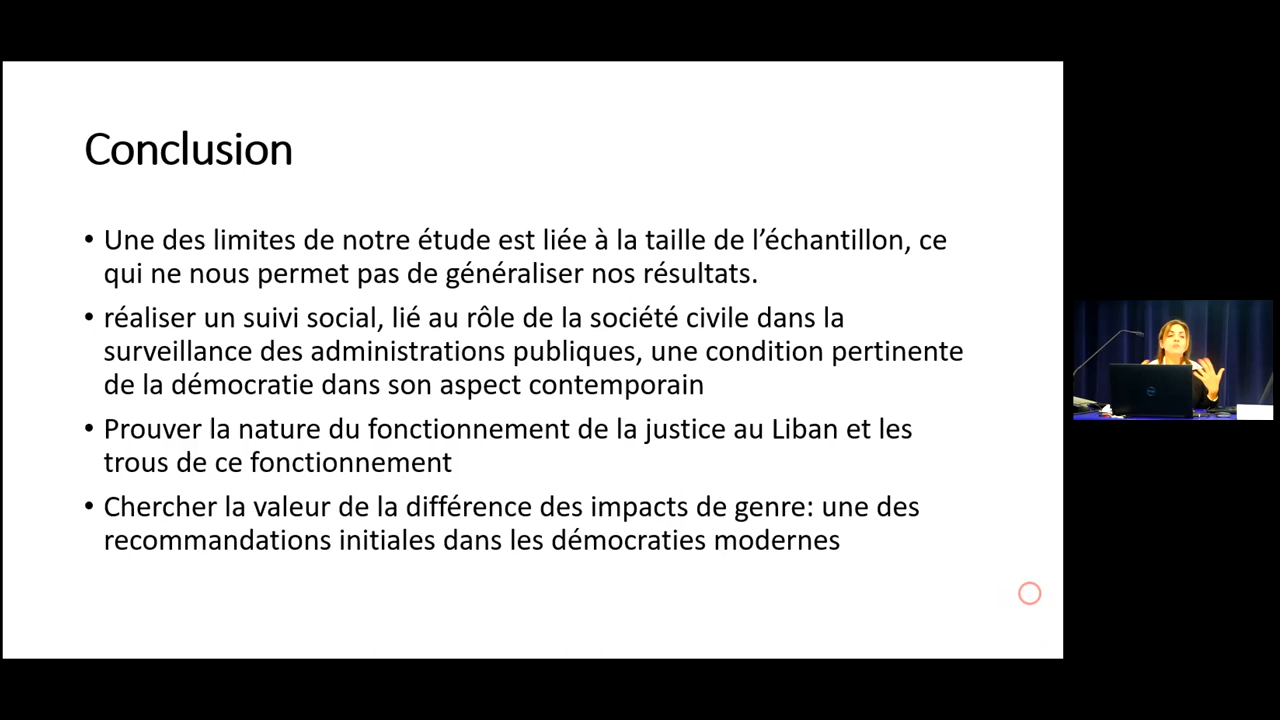 Conclusion
• Une des limites de notre étude est liée à la taille de l’échantillon, ce
qui ne nous permet pas de généraliser nos résultats.
• réaliser un suivi social, lié au rôle de la société civile dans la
surveillance des administrations publiques, une condition pertinente
de la démocratie dans son aspect contemporain
• Prouver la nature du fonctionnement de la justice au Liban et les
trous de ce fonctionnement
• Chercher la valeur de la différence des impacts de genre: une des
recommandations initiales dans les démocraties modernes